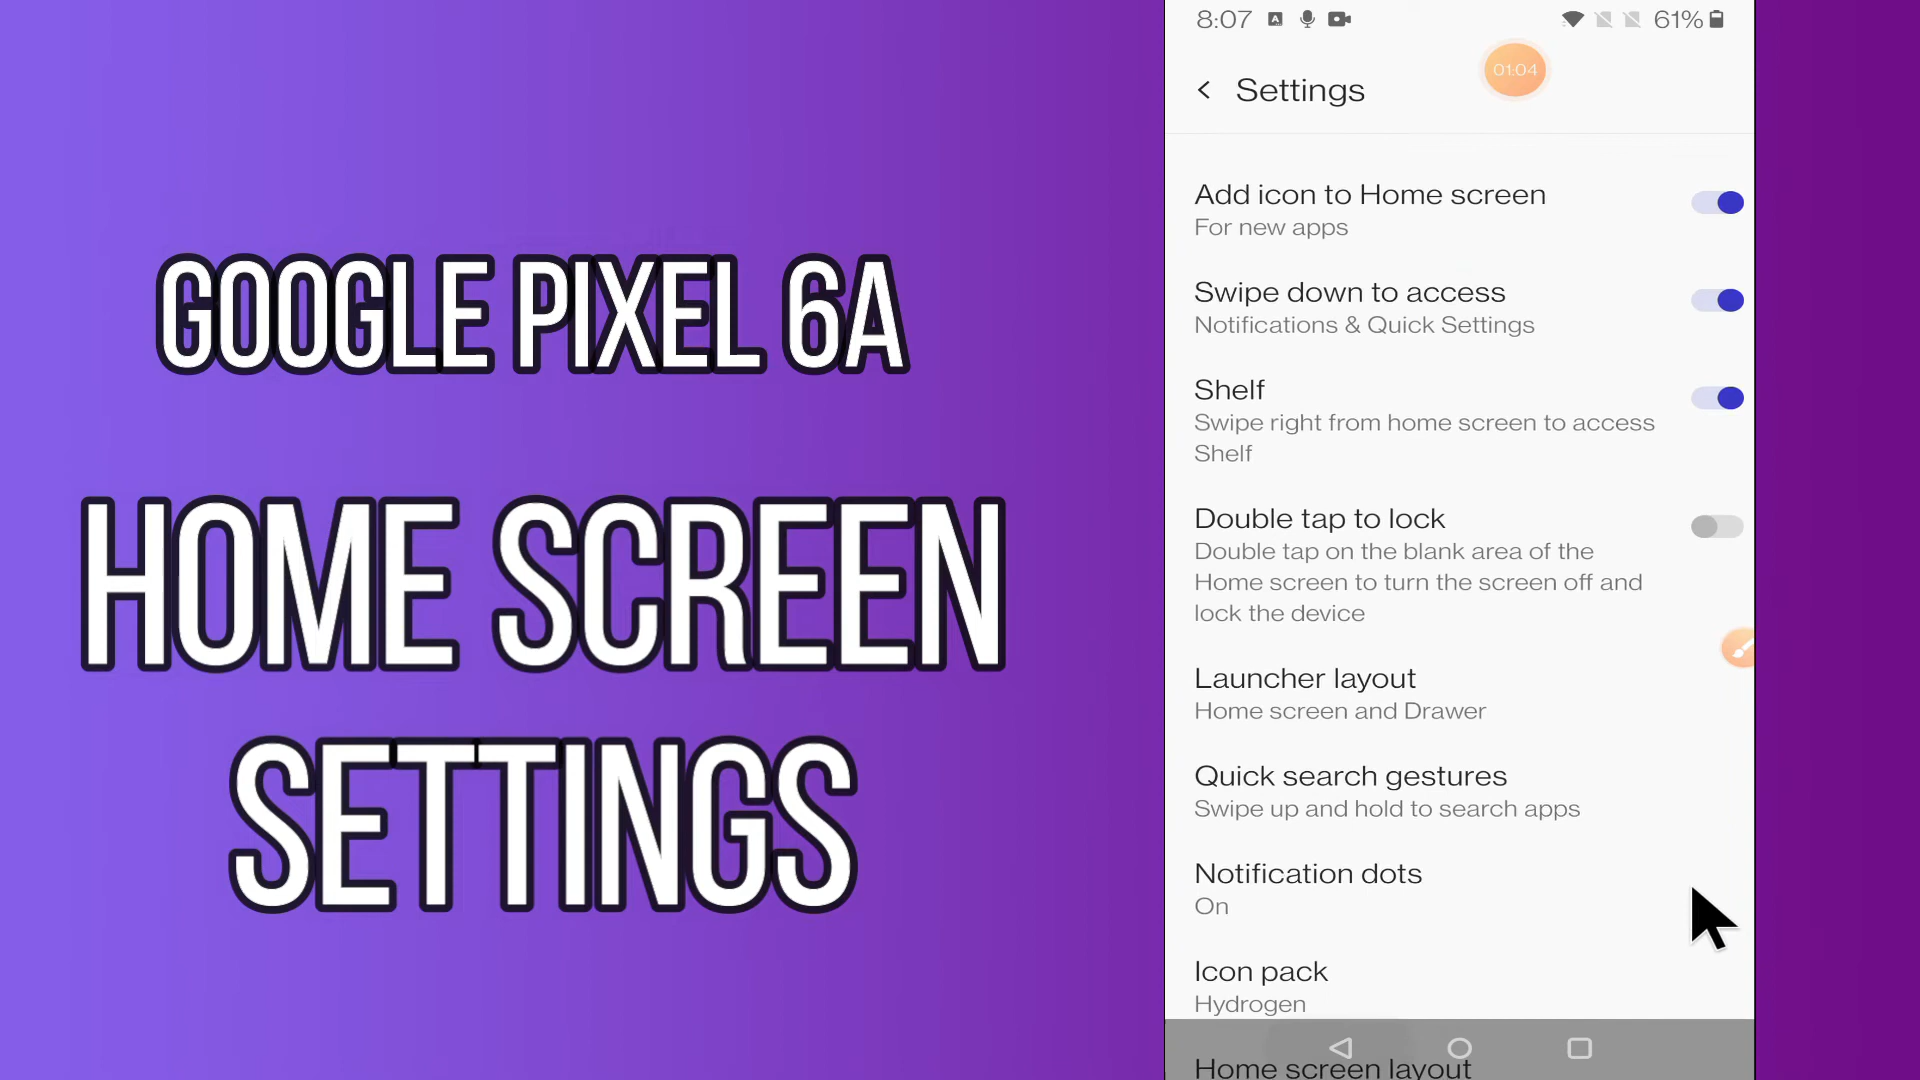 GOOGLE PIXEL 6A
HOME SCREEN
SETTINGS
8:07
61%
01:04
Settings
Add icon to Home screen
For new apps
Swipe down to access
Notifications & Quick Settings
Shelf
Swipe right from home screen to access
Shelf
Double tap to lock
Double tap on the blank area of the
Home screen to turn the screen off and
lock the device
Launcher layout
Home screen and Drawer
Quick search gestures
Swipe up and hold to search apps
Notification dots
On
Icon pack
Hydrogen
Home screen layout